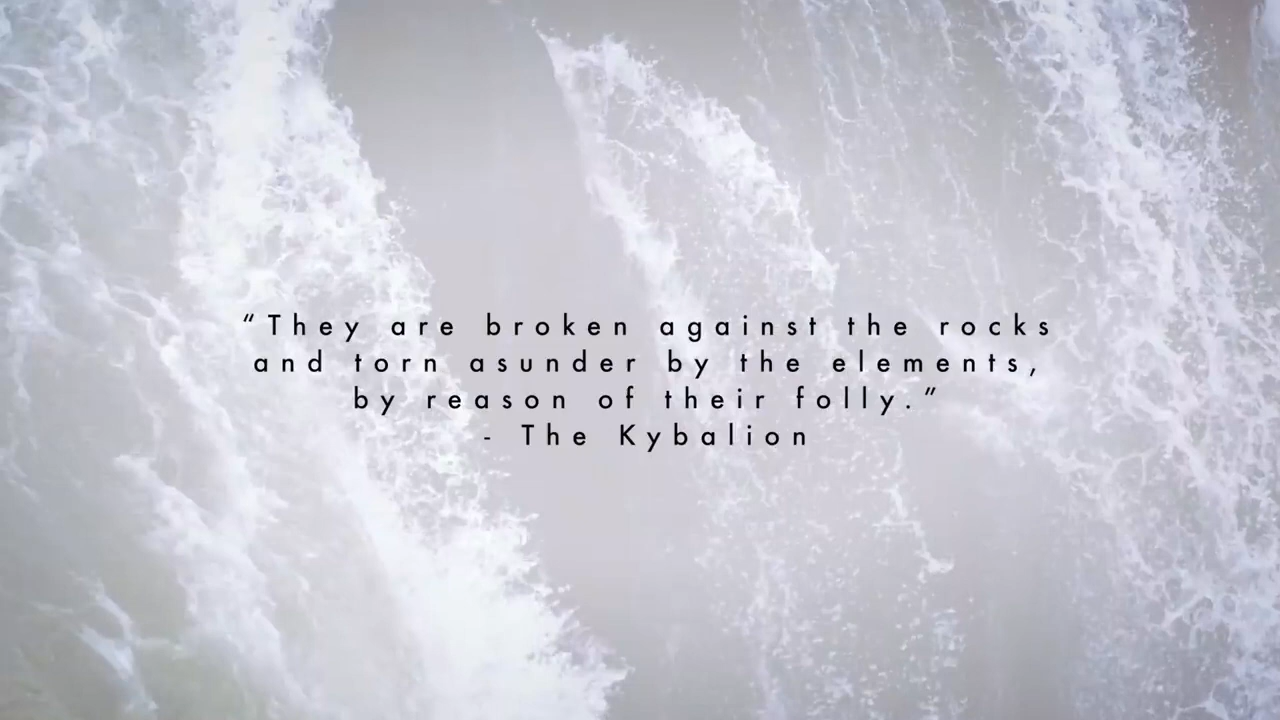 “They are broken against the rocks
and torn asunder by the elements,
by reason of their folly.”
- The Kybalion